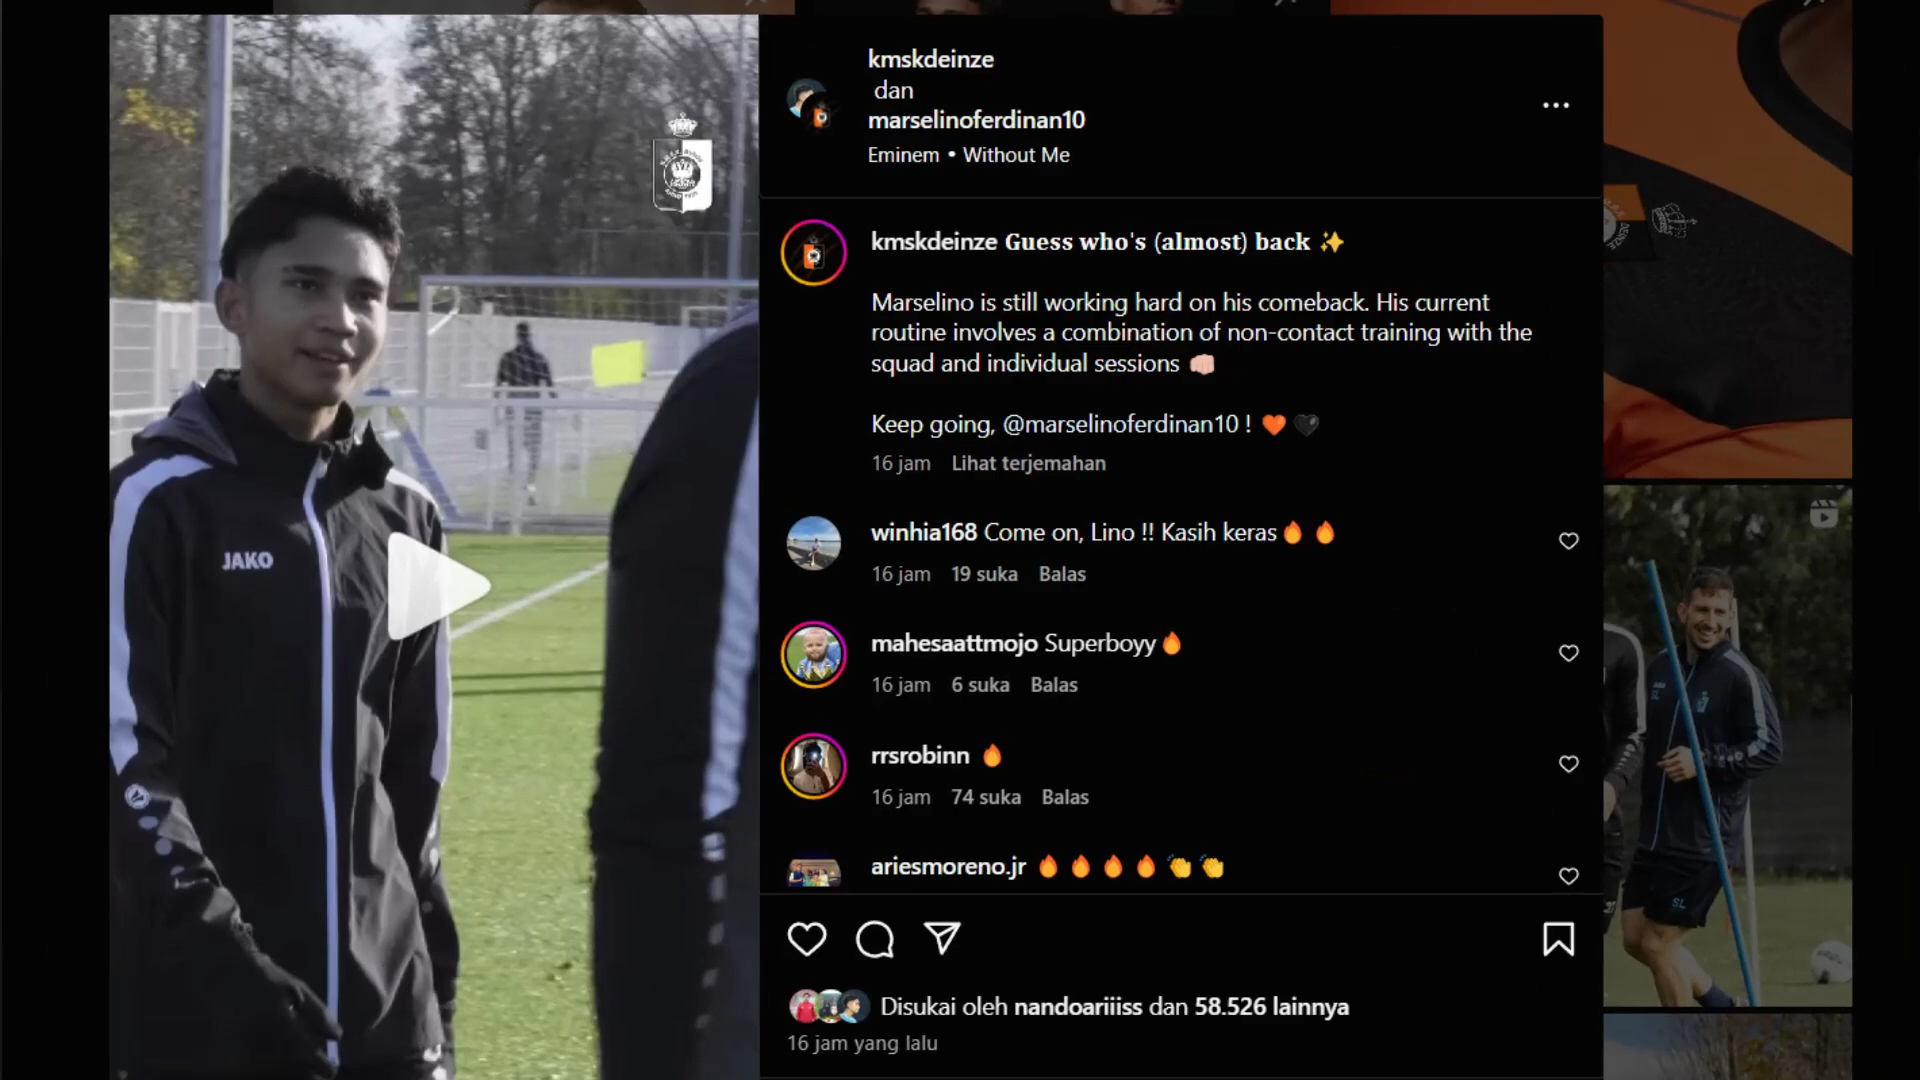 kmskdeinze
dan
marselinoferdinan10
Eminem • Without Me
kmskdeinze Guess who's (almost) back ✨
Marselino is still working hard on his comeback. His current
routine involves a combination of non-contact training with the
squad and individual sessions 👊🏻
Keep going, @marselinoferdinan10 ! 🧡 🖤
16 jam Lihat terjemahan
winhia168 Come on, Lino !! Kasih keras🔥 🔥
16 jam 19 suka Balas
mahesaattmojo Superboyy🔥
16 jam 6 suka Balas
rrsrobinn 🔥
16 jam 74 suka Balas
ariesmoreno.jr 🔥 🔥 🔥 🔥 👏 👏
Disukai oleh nandoariiiss dan 58.526 lainnya
16 jam yang lalu
JAKO
SL